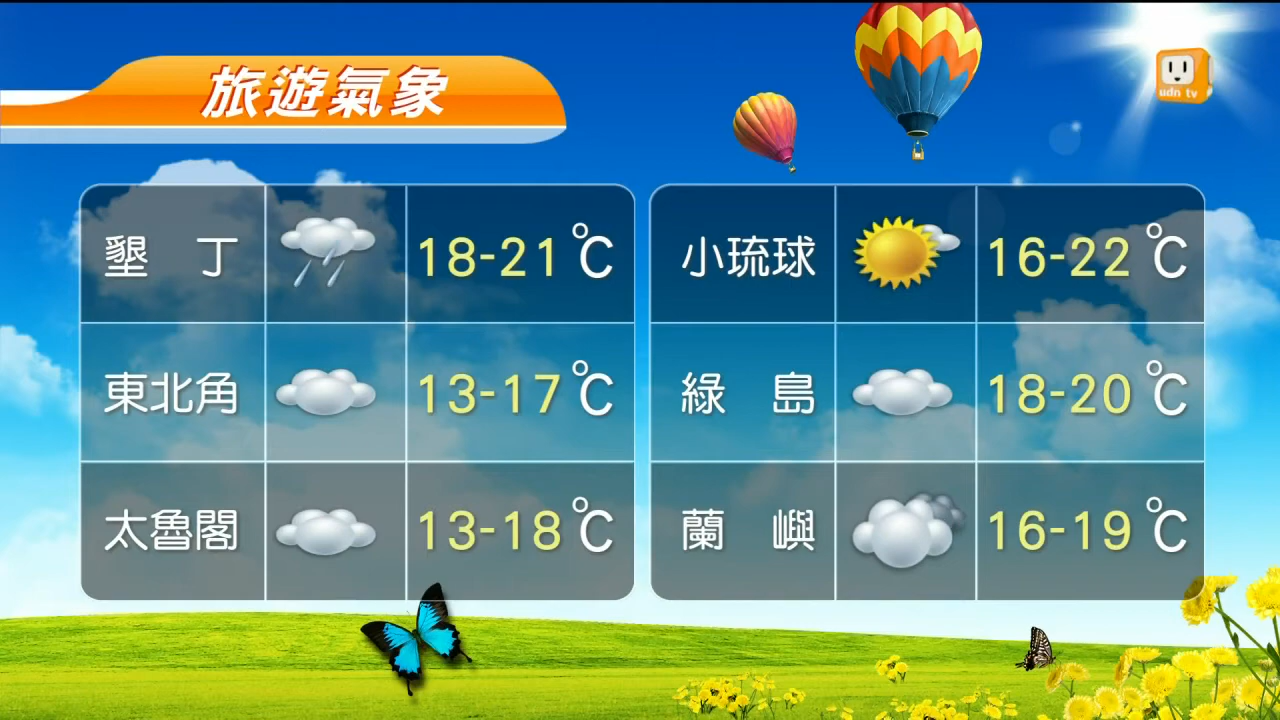 旅遊氣象
udn tv
墾 丁 18-21℃
東北角 13-17℃
太魯閣 13-18℃
小琉球 16-22℃
綠 島 18-20℃
蘭 嶼 16-19℃